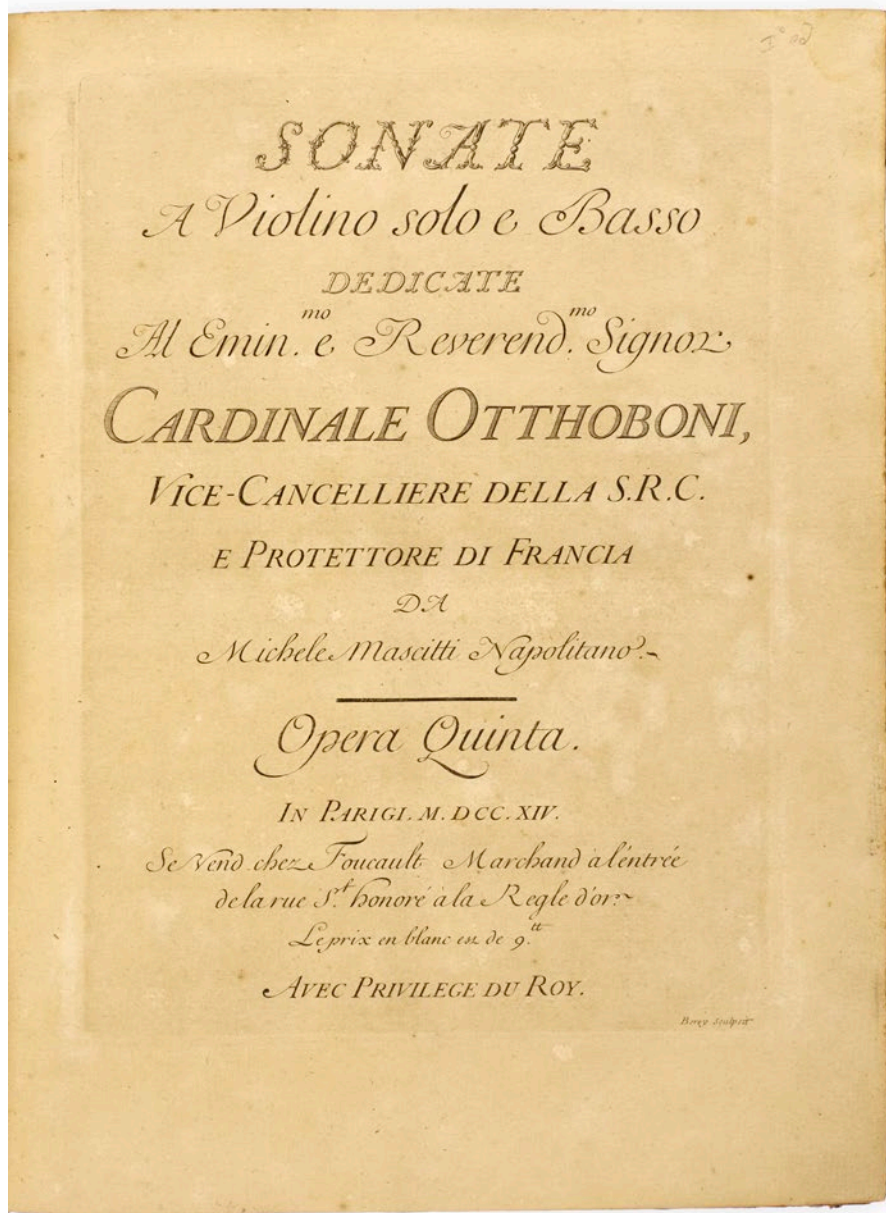 SONATE
A Violino solo e Basso
DEDICATE
Al Emin.mo e Reverend.mo Signor
CARDINALE OTTHOBONI,
VICE-CANCELLIERE DELLA S.R.C.
E PROTETTORE DI FRANCIA
DA
Michele Mascitti Napolitano.
Opera Quinta.
IN PARIGI. M. DCC. XIV.
Se Vend chez Foucault Marchand a l'entrée
de la rue S.t honoré a la Regle d'or.
Le prix en blanc est de 9.tt
AVEC PRIVILEGE DU ROY.
sculpsit